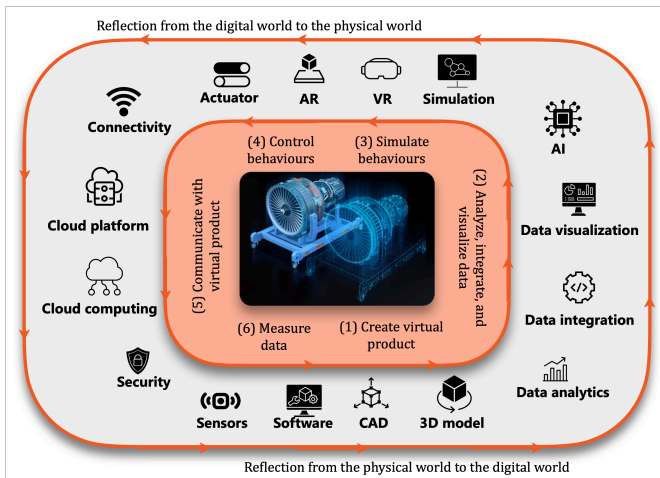 Reflection from the digital world to the physical world
Actuator
AR
VR
Simulation
Connectivity
AI
(4) Control
behaviours
(3) Simulate
behaviours
Cloud platform
Data visualization
(5) Communicate with
virtual product
(2) Analyze, integrate, and
visualize data
Cloud computing
Data integration
(6) Measure
data
(1) Create virtual
product
Security
Data analytics
Sensors
Software
CAD
3D model
Reflection from the physical world to the digital world